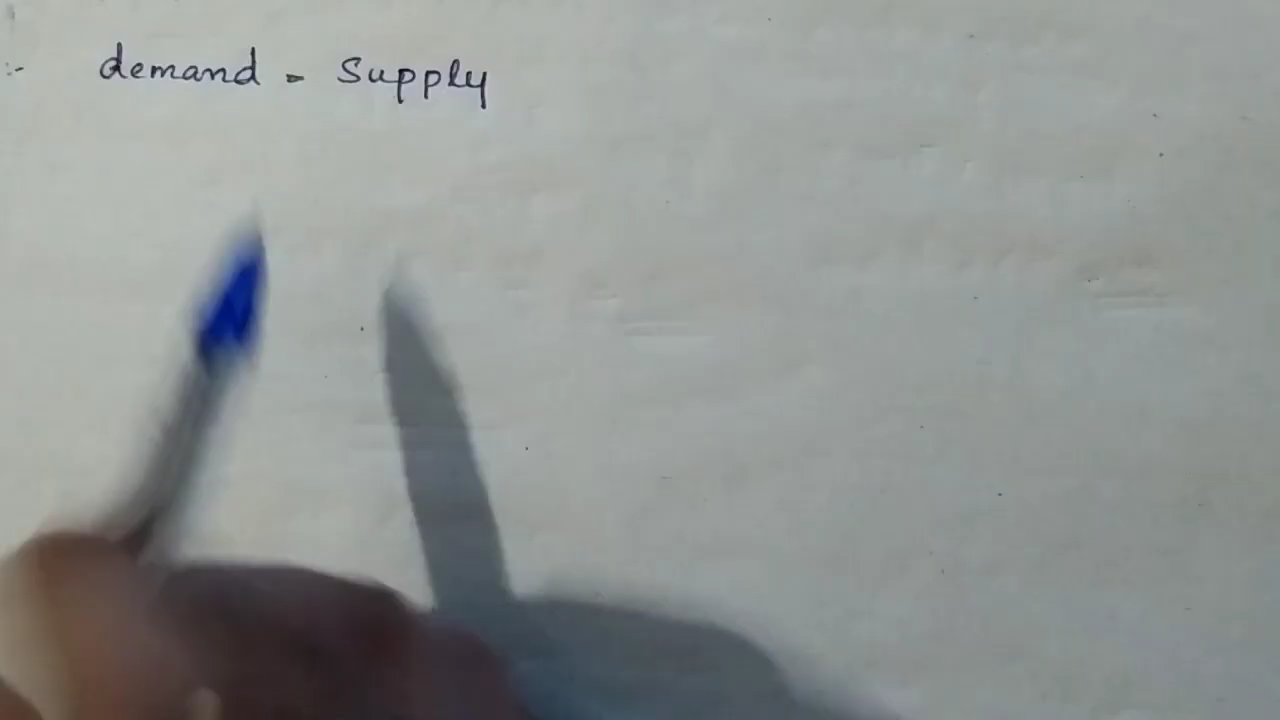 :- demand = Supply